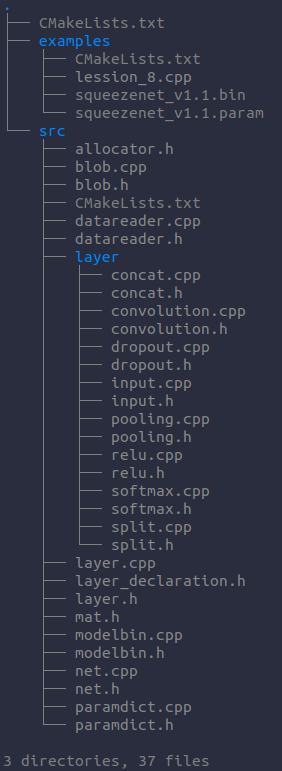 .
├── CMakeLists.txt
├── examples
│   ├── CMakeLists.txt
│   ├── lession_8.cpp
│   ├── squeezenet_v1.1.bin
│   └── squeezenet_v1.1.param
└── src
    ├── allocator.h
    ├── blob.cpp
    ├── blob.h
    ├── CMakeLists.txt
    ├── datareader.cpp
    ├── datareader.h
    ├── layer
    │   ├── concat.cpp
    │   ├── concat.h
    │   ├── convolution.cpp
    │   ├── convolution.h
    │   ├── dropout.cpp
    │   ├── dropout.h
    │   ├── input.cpp
    │   ├── input.h
    │   ├── pooling.cpp
    │   ├── pooling.h
    │   ├── relu.cpp
    │   ├── relu.h
    │   ├── softmax.cpp
    │   ├── softmax.h
    │   ├── split.cpp
    │   └── split.h
    ├── layer.cpp
    ├── layer_declaration.h
    ├── layer.h
    ├── mat.h
    ├── modelbin.cpp
    ├── modelbin.h
    ├── net.cpp
    ├── net.h
    ├── paramdict.cpp
    └── paramdict.h

3 directories, 37 files